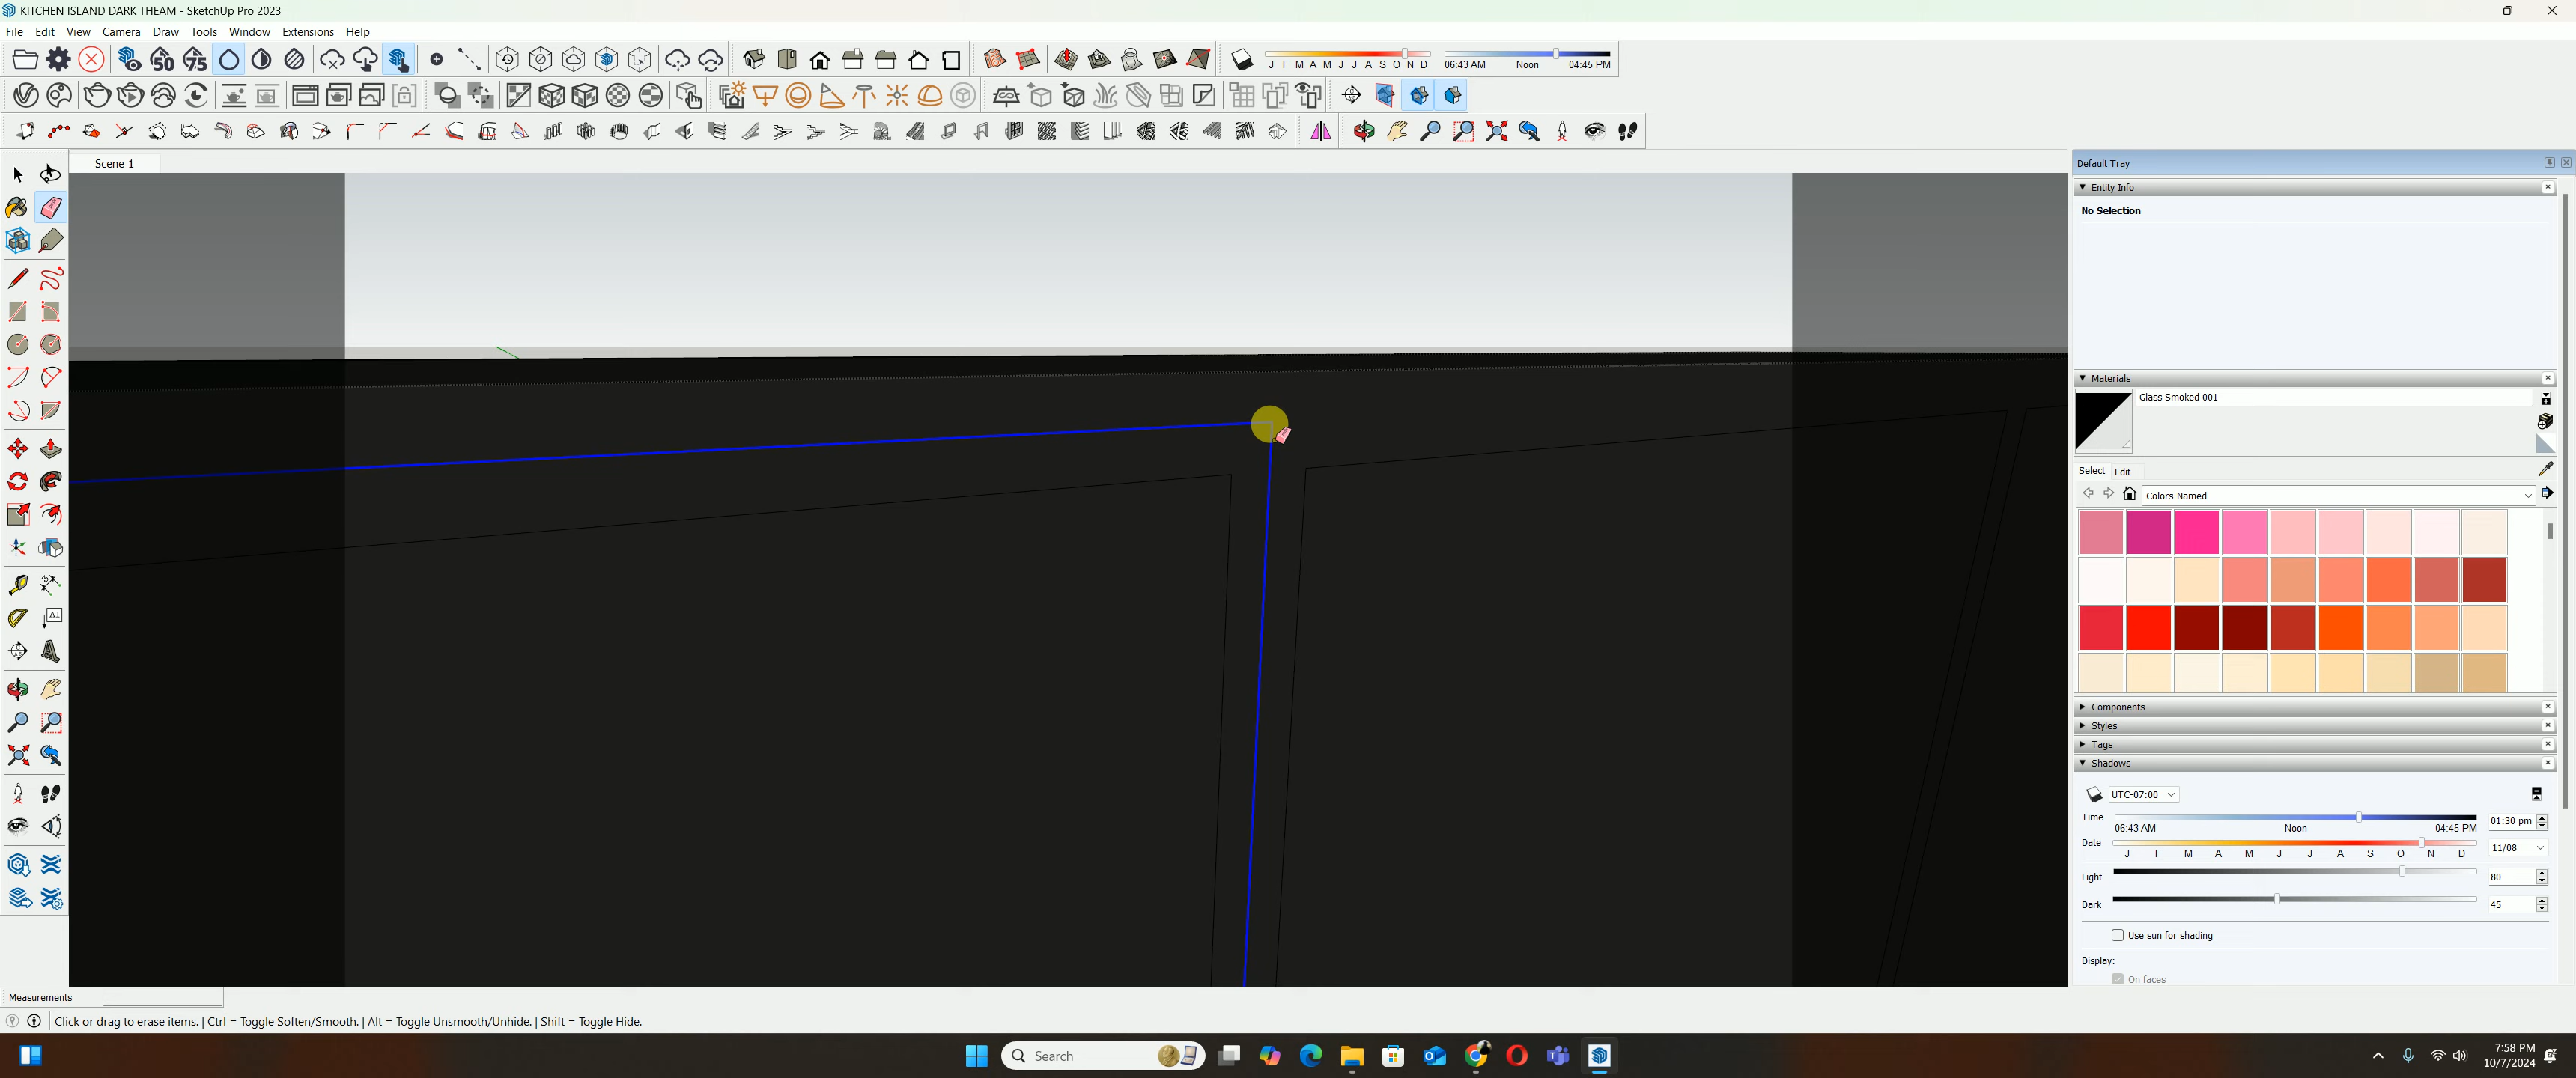 KITCHEN ISLAND DARK THEAM - SketchUp Pro 2023
File Edit View Camera Draw Tools Window Extensions Help
50 75
J F M A M J J A S O N D 06:43 AM Noon 04:45 PM
Scene 1
Default Tray
Entity Info
No Selection
Materials
Glass Smoked 001
Select Edit
Colors-Named
A1
Components
Styles
Tags
Shadows
UTC-07:00
Time 01:30 pm
06:43 AM Noon 04:45 PM
Date 11/08
J F M A M J J A S O N D
Light 80
Dark 45
Use sun for shading
Display:
On faces
Measurements
Click or drag to erase items. | Ctrl = Toggle Soften/Smooth. | Alt = Toggle Unsmooth/Unhide. | Shift = Toggle Hide.
Search
7:58 PM
10/7/2024